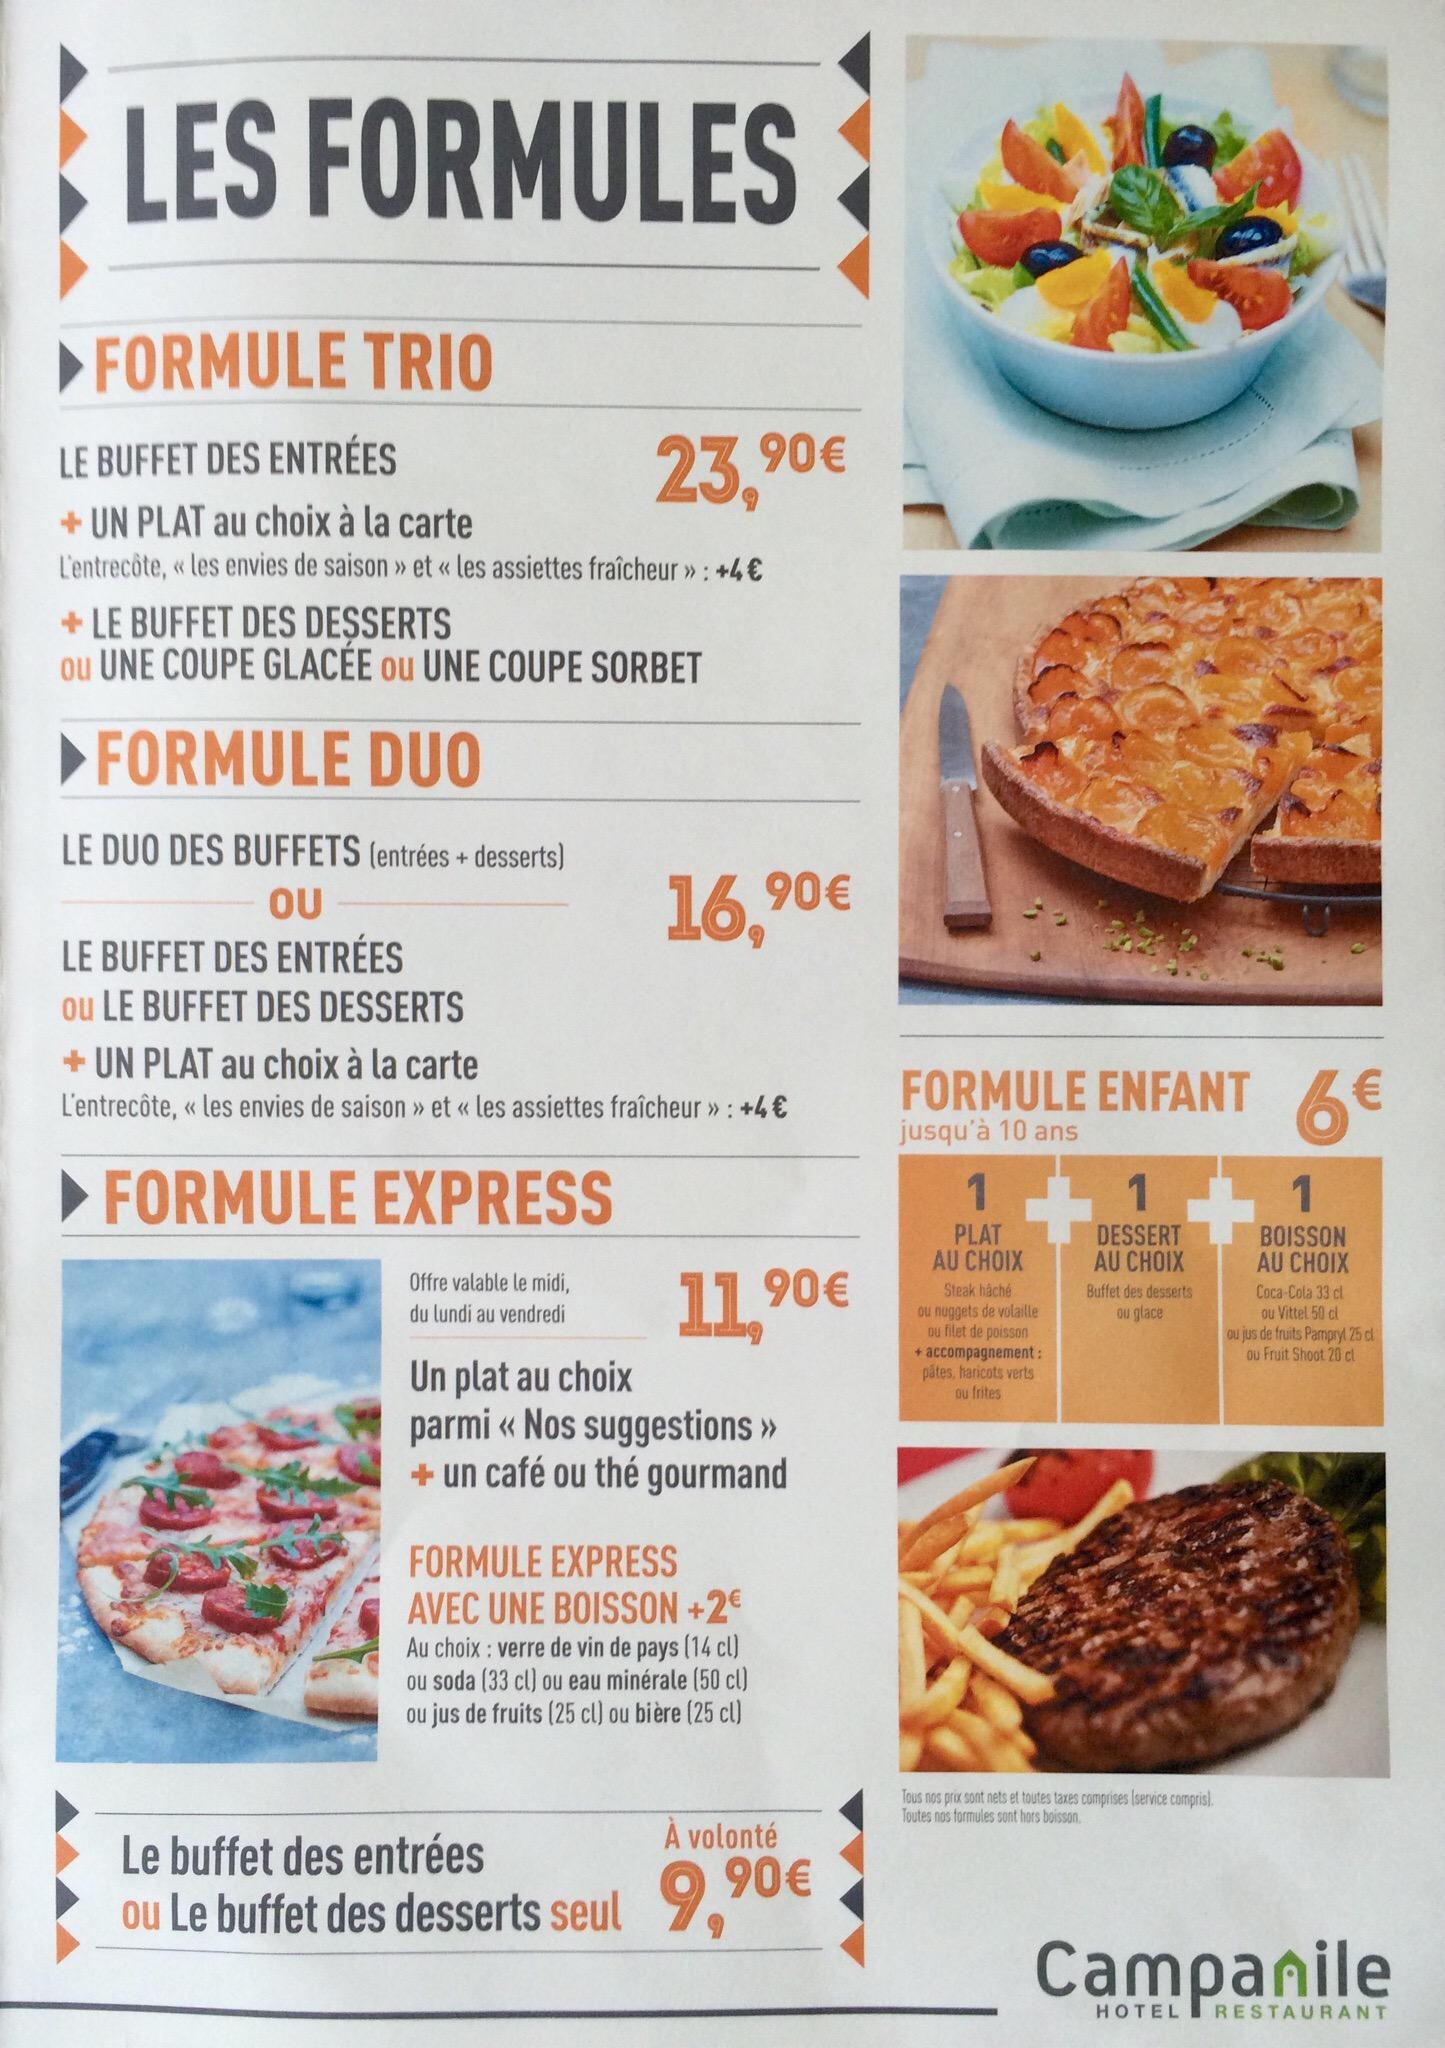 LES FORMULES
FORMULE TRIO
LE BUFFET DES ENTRÉES
23,90€
+ UN PLAT au choix à la carte
L'entrecôte, « les envies de saison » et « les assiettes fraîcheur » : +4 €
+ LE BUFFET DES DESSERTS
ou UNE COUPE GLACÉE ou UNE COUPE SORBET
FORMULE DUO
LE DUO DES BUFFETS (entrées + desserts)
OU
16,90€
LE BUFFET DES ENTRÉES
ou LE BUFFET DES DESSERTS
+ UN PLAT au choix à la carte
L'entrecôte, « les envies de saison » et « les assiettes fraîcheur » : +4 €
FORMULE EXPRESS
Offre valable le midi,
du lundi au vendredi
11,90€
Un plat au choix
parmi « Nos suggestions »
+ un café ou thé gourmand
FORMULE EXPRESS
AVEC UNE BOISSON +2€
Au choix : verre de vin de pays (14 cl)
ou soda (33 cl) ou eau minérale (50 cl)
ou jus de fruits (25 cl) ou bière (25 cl)
Le buffet des entrées
ou Le buffet des desserts seul
À volonté
9,90€
FORMULE ENFANT
6€
jusqu'à 10 ans
1
PLAT
AU CHOIX
Steak hâché
ou nuggets de volaille
ou filet de poisson
+ accompagnement :
pâtes, haricots verts
ou frites
+
1
DESSERT
AU CHOIX
Buffet des desserts
ou glace
+
1
BOISSON
AU CHOIX
Coca-Cola 33 cl
ou Vittel 50 cl
ou jus de fruits Pampryl 25 cl
ou Fruit Shoot 20 cl
Tous nos prix sont nets et toutes taxes comprises (service compris).
Toutes nos formules sont hors boisson.
Campanile
HOTEL RESTAURANT